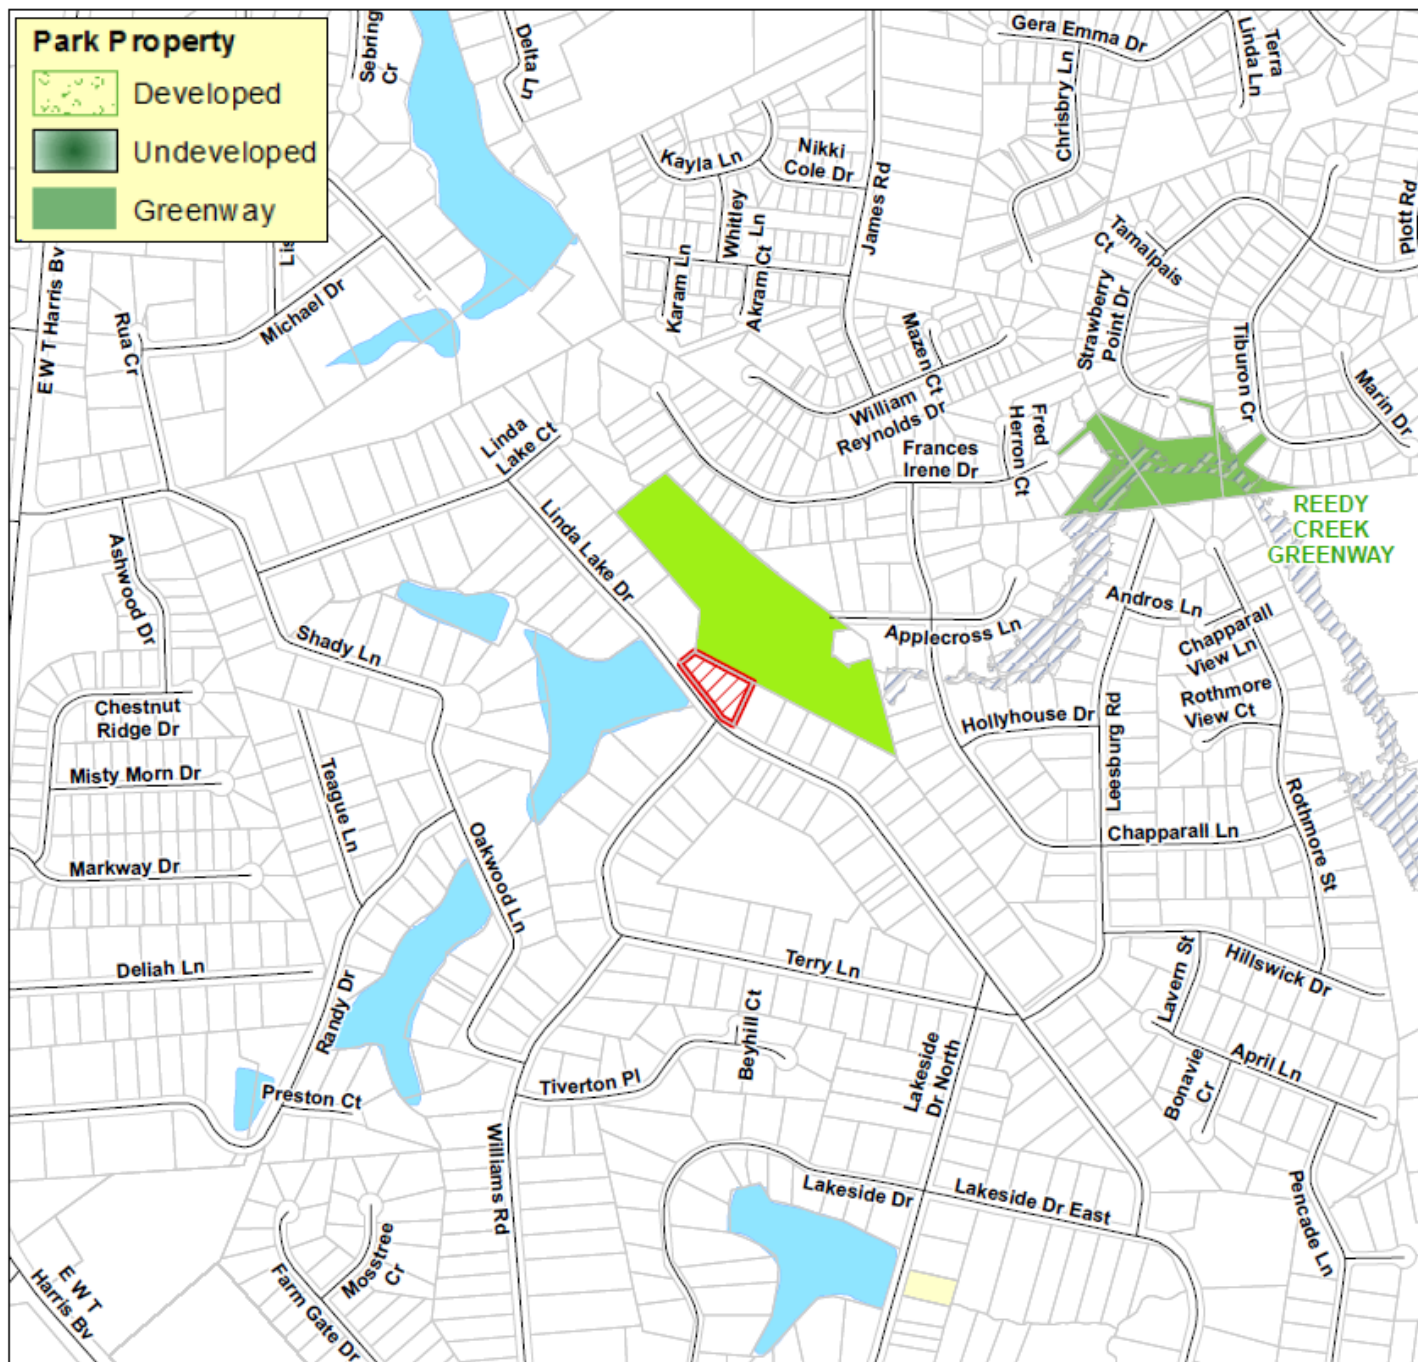 Park Property
Developed
Undeveloped
Greenway
Sebring
Cr
Delta Ln
Gera Emma Dr
Terra
Linda Ln
Chrisbry Ln
Kayla Ln
Nikki
Cole Dr
Whitley
Ln
James Rd
Karam Ln
Akram Ct
Plott Rd
Tamalpais
Ct
Strawberry
Point Dr
Tiburon Cr
Marin Dr
E W T Harris Bv
Rua Cr
Michael Dr
Mazen Ct
William
Reynolds Dr
Fred
Herron Ct
Frances
Irene Dr
Linda
Lake Ct
Linda Lake Dr
REEDY
CREEK
GREENWAY
Ashwood Dr
Shady Ln
Applecross Ln
Andros Ln
Chapparall
View Ln
Rothmore
View Ct
Chestnut
Ridge Dr
Misty Morn Dr
Markway Dr
Teague Ln
Hollyhouse Dr
Leesburg Rd
Chapparall Ln
Rothmore St
Oakwood Ln
Deliah Ln
Randy Dr
Terry Ln
Lavern St
Hillswick Dr
Preston Ct
Tiverton Pl
Beyhill Ct
Lakeside
Dr North
Bonavie
Cr
April Ln
Williams Rd
Lakeside Dr
Lakeside Dr East
Pencade Ln
E W T
Harris Bv
Farm Gate Dr
Mosstree
Cr